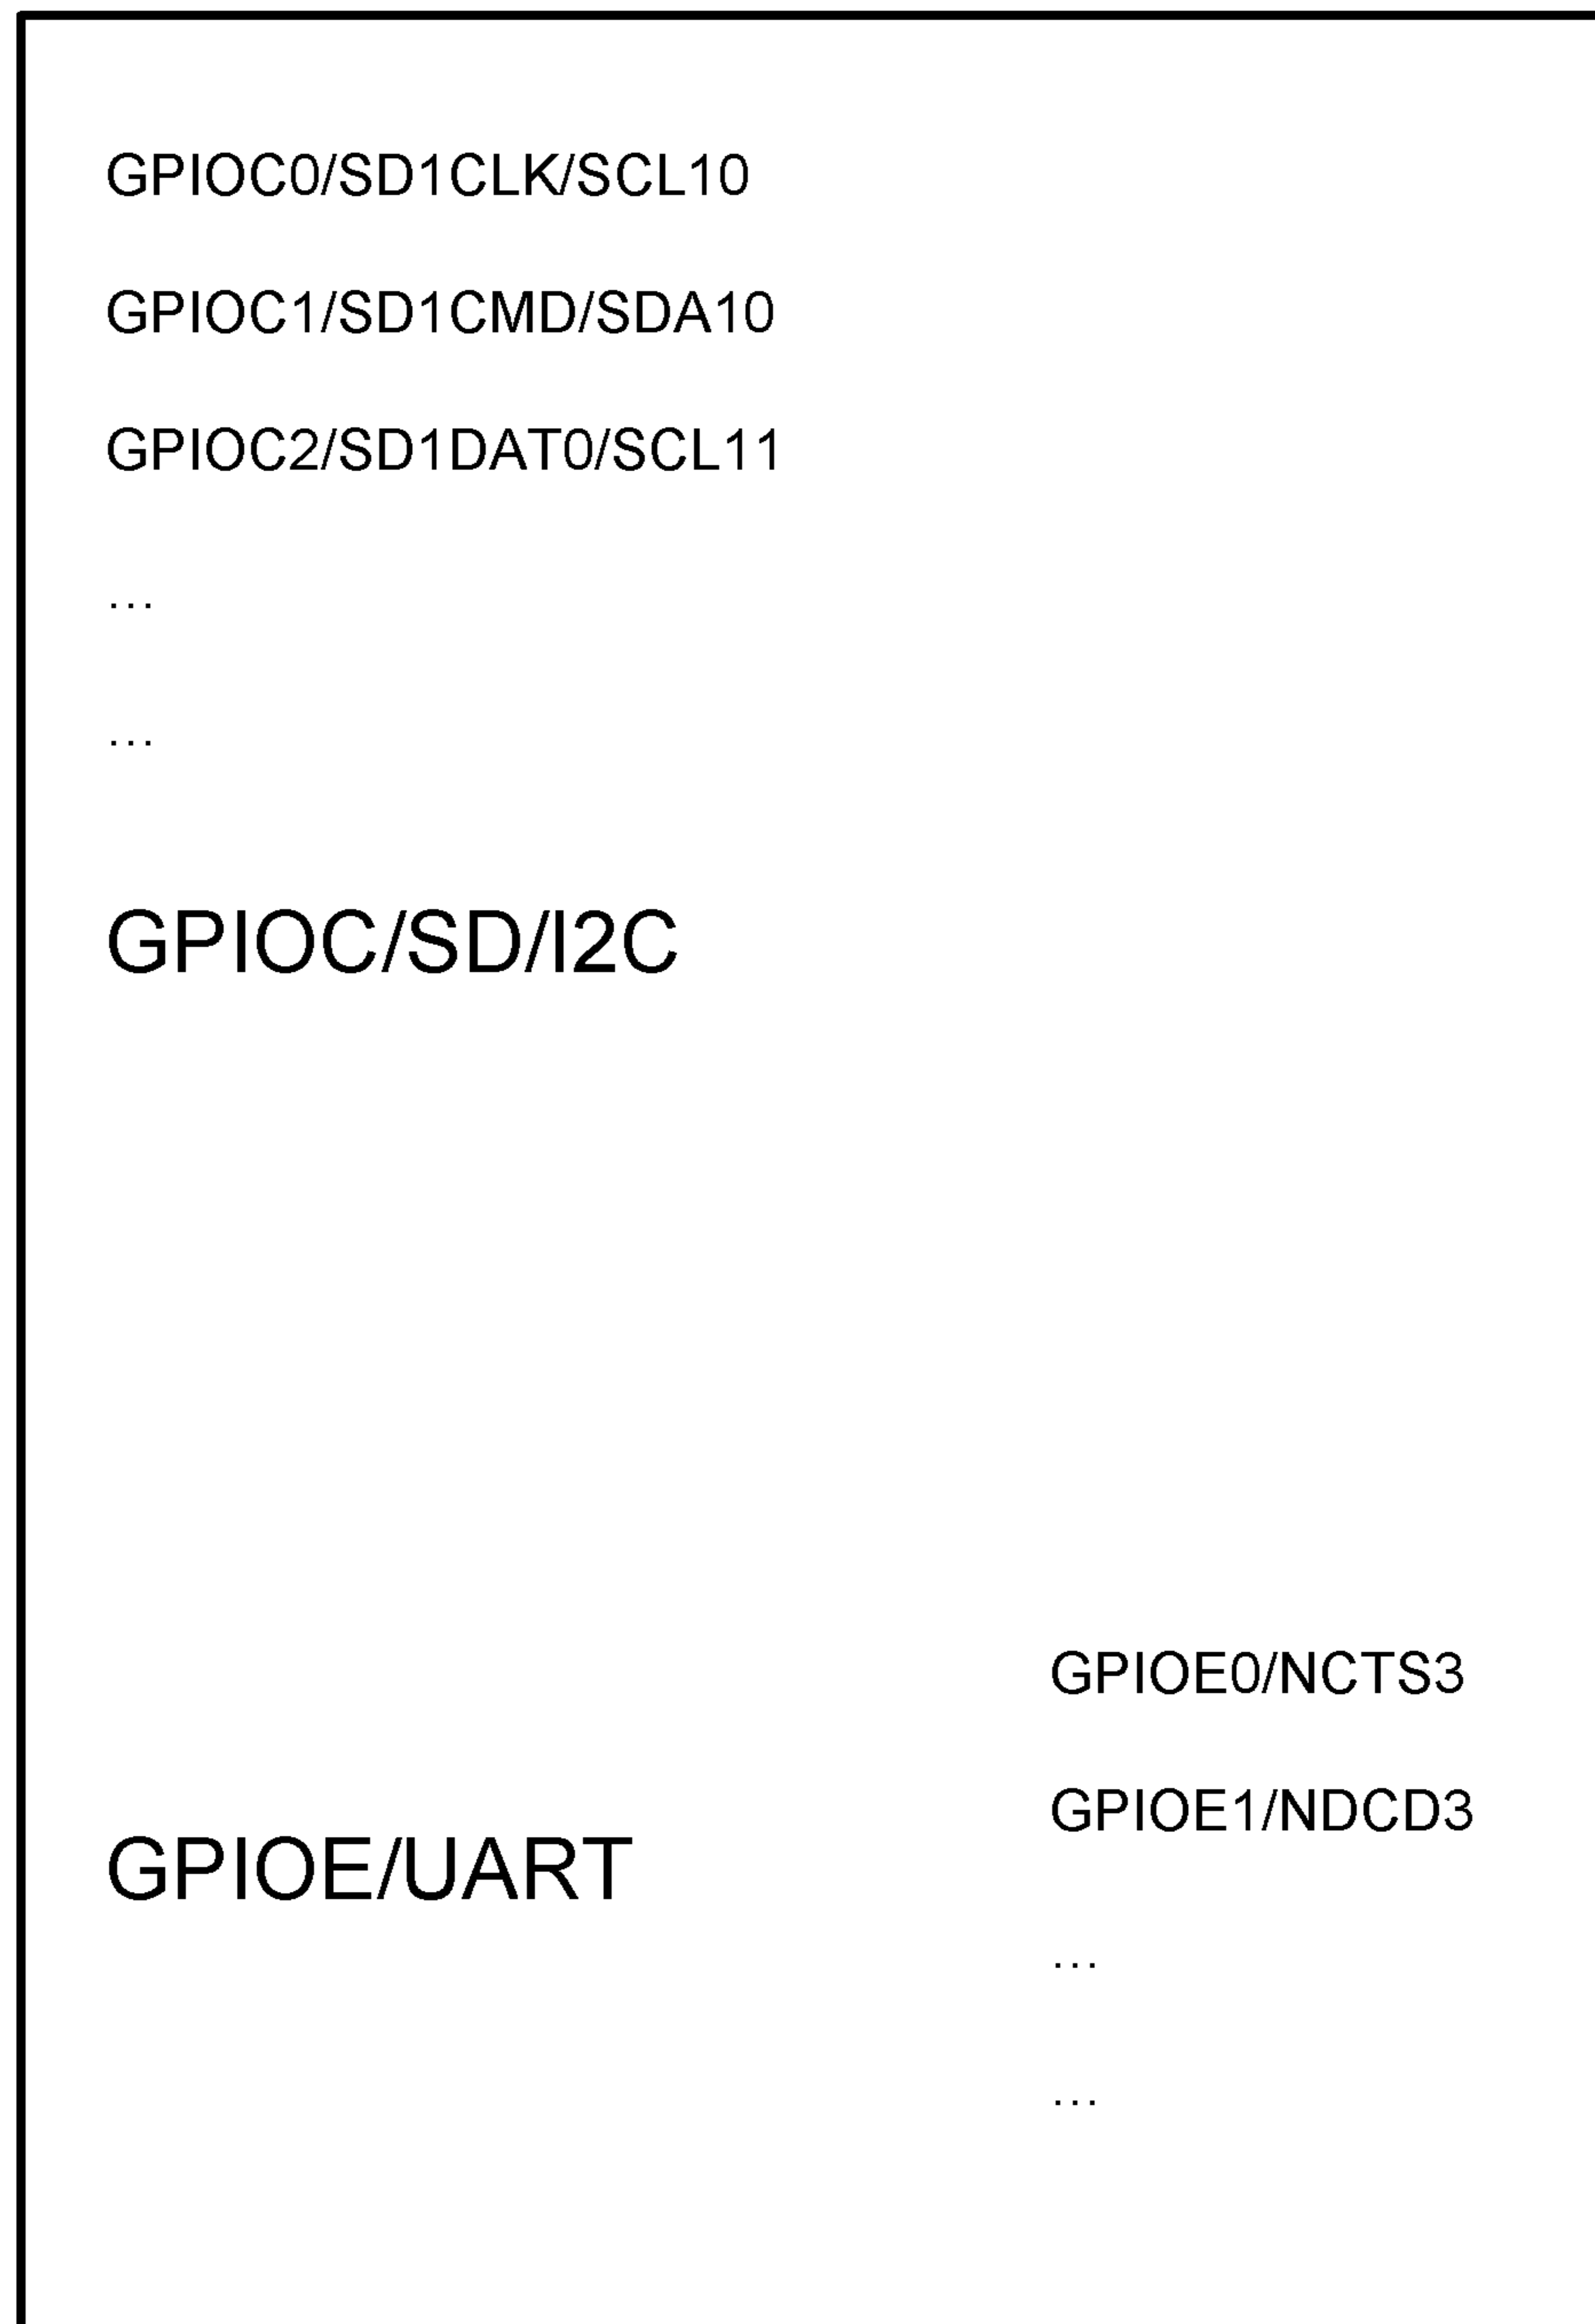 GPIOC0/SD1CLK/SCL10
GPIOC1/SD1CMD/SDA10
GPIOC2/SD1DAT0/SCL11
...
...
GPIOC/SD/I2C
GPIOE0/NCTS3
GPIOE1/NDCD3
GPIOE/UART
...
...